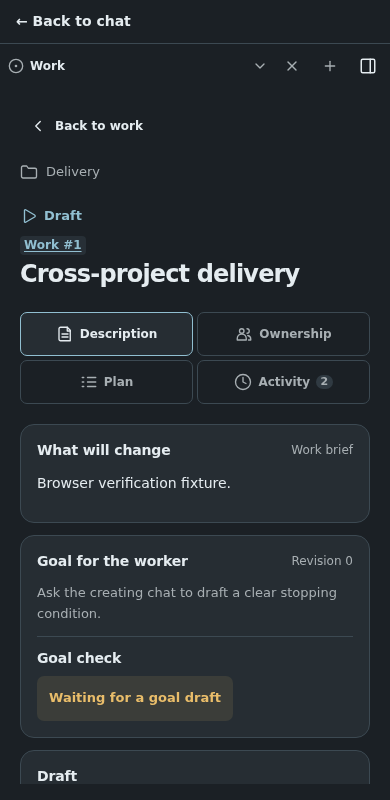 ← Back to chat
Work
Back to work
Delivery
Draft
Work #1
Cross-project delivery
Description
Ownership
Plan
Activity 2
What will change
Work brief
Browser verification fixture.
Goal for the worker
Revision 0
Ask the creating chat to draft a clear stopping
condition.
Goal check
Waiting for a goal draft
Draft